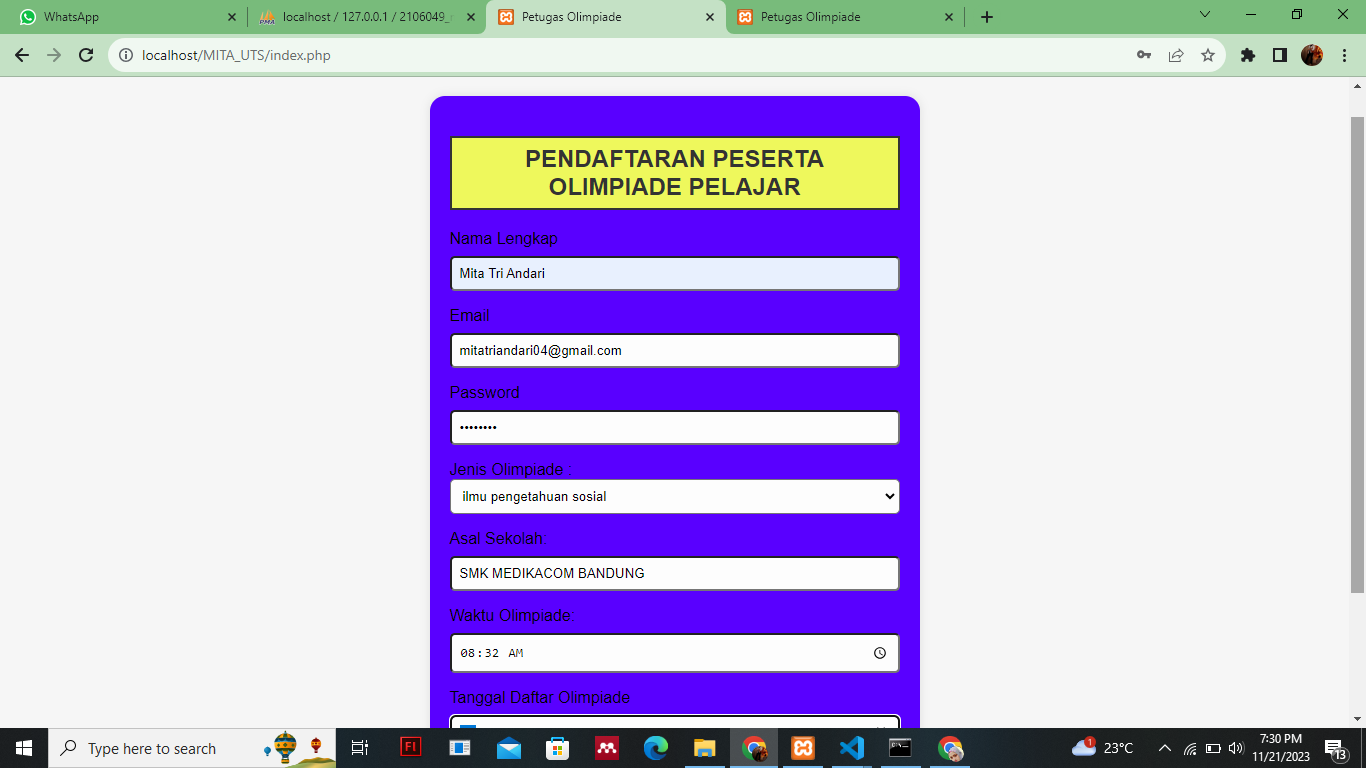 WhatsApp
localhost / 127.0.0.1 / 2106049_
Petugas Olimpiade
Petugas Olimpiade
localhost/MITA_UTS/index.php
PENDAFTARAN PESERTA
OLIMPIADE PELAJAR
Nama Lengkap
Mita Tri Andari
Email
mitatriandari04@gmail.com
Password
••••••••
Jenis Olimpiade :
ilmu pengetahuan sosial
Asal Sekolah:
SMK MEDIKACOM BANDUNG
Waktu Olimpiade:
08:32 AM
Tanggal Daftar Olimpiade
Type here to search
Fl
1
23°C
7:30 PM
11/21/2023
13